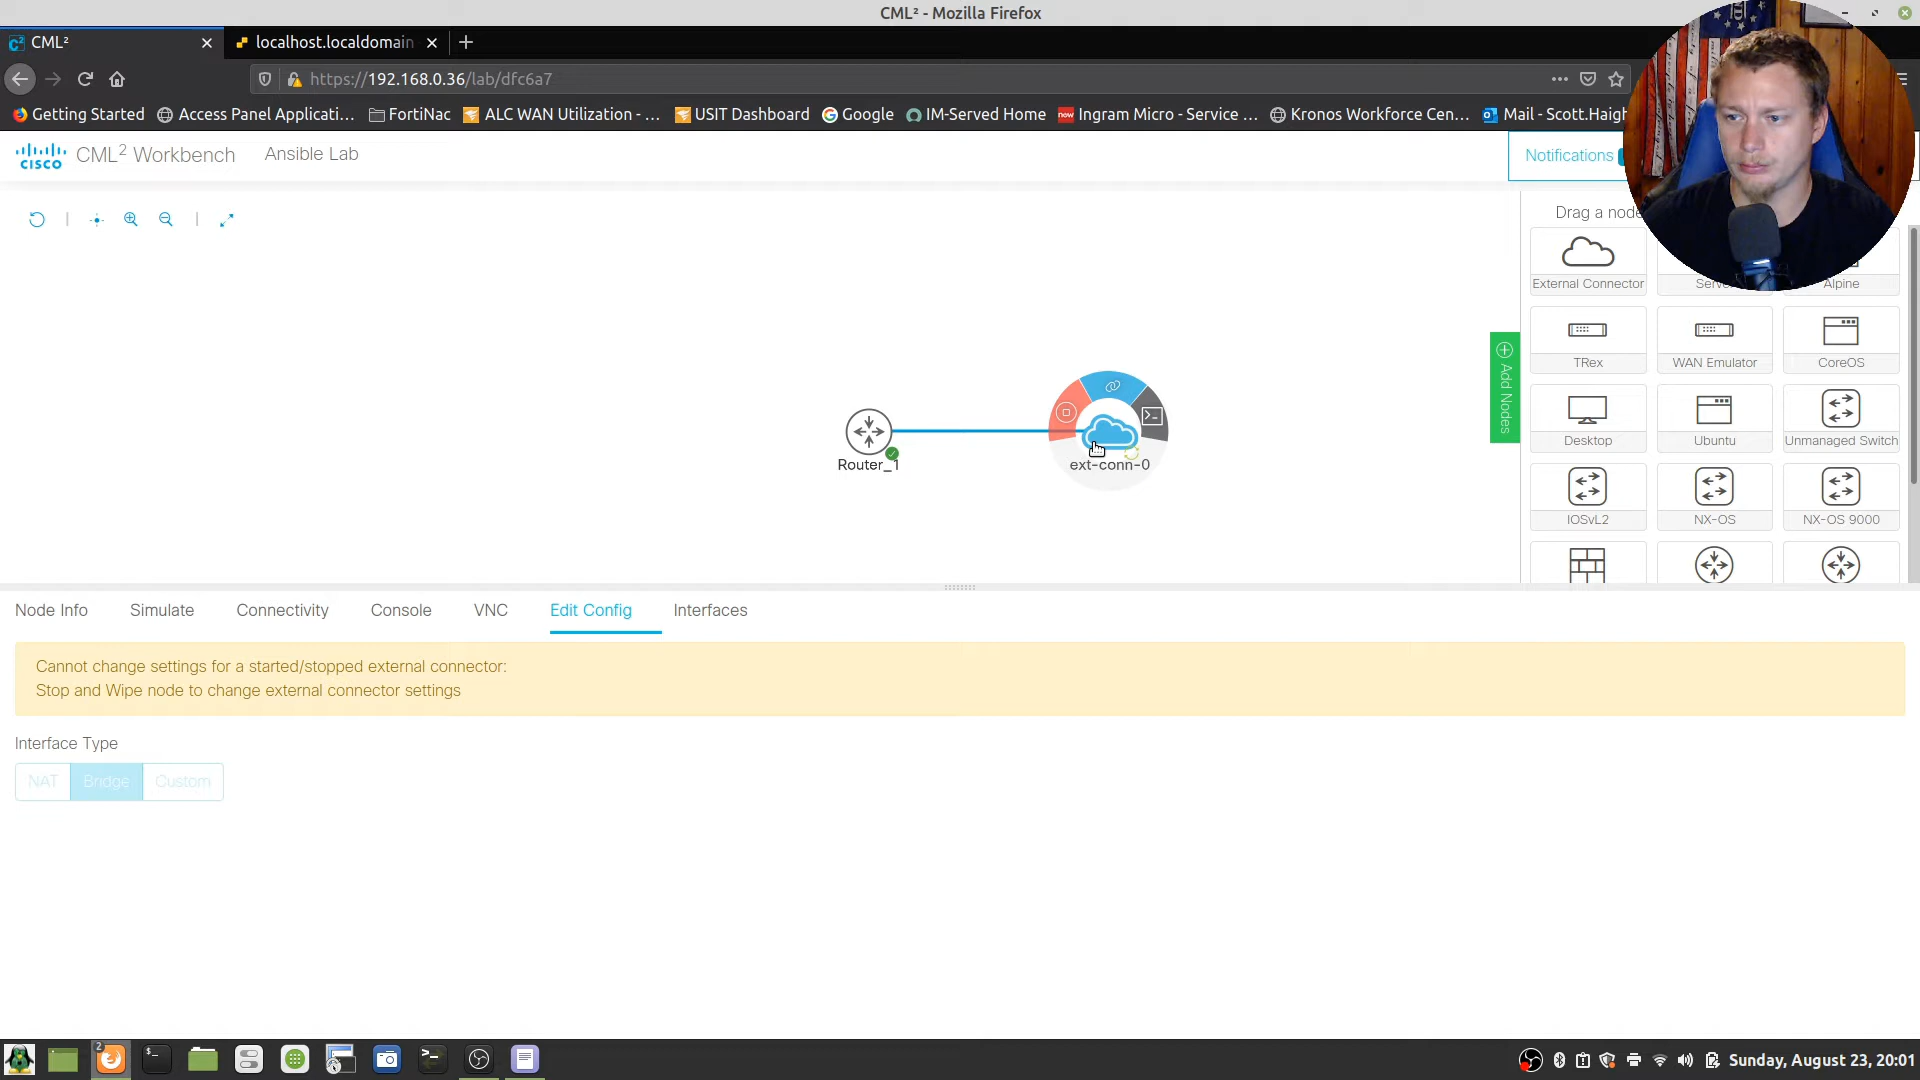 CML² - Mozilla Firefox
CML²
localhost.localdomain
https://192.168.0.36/lab/dfc6a7
Getting Started
Access Panel Applicati...
FortiNac
ALC WAN Utilization - ...
USIT Dashboard
Google
IM-Served Home
now
Ingram Micro - Service ...
Kronos Workforce Cen...
Mail - Scott.Haigh
CISCO
CML² Workbench
Ansible Lab
Notifications
Drag a node
External Connector
Alpine
TRex
WAN Emulator
CoreOS
Desktop
Ubuntu
Unmanaged Switch
IOSvL2
NX-OS
NX-OS 9000
Add Nodes
Router_1
ext-conn-0
Node Info
Simulate
Connectivity
Console
VNC
Edit Config
Interfaces
Cannot change settings for a started/stopped external connector:
Stop and Wipe node to change external connector settings
Interface Type
NAT
Bridge
Custom
2
Sunday, August 23, 20:01